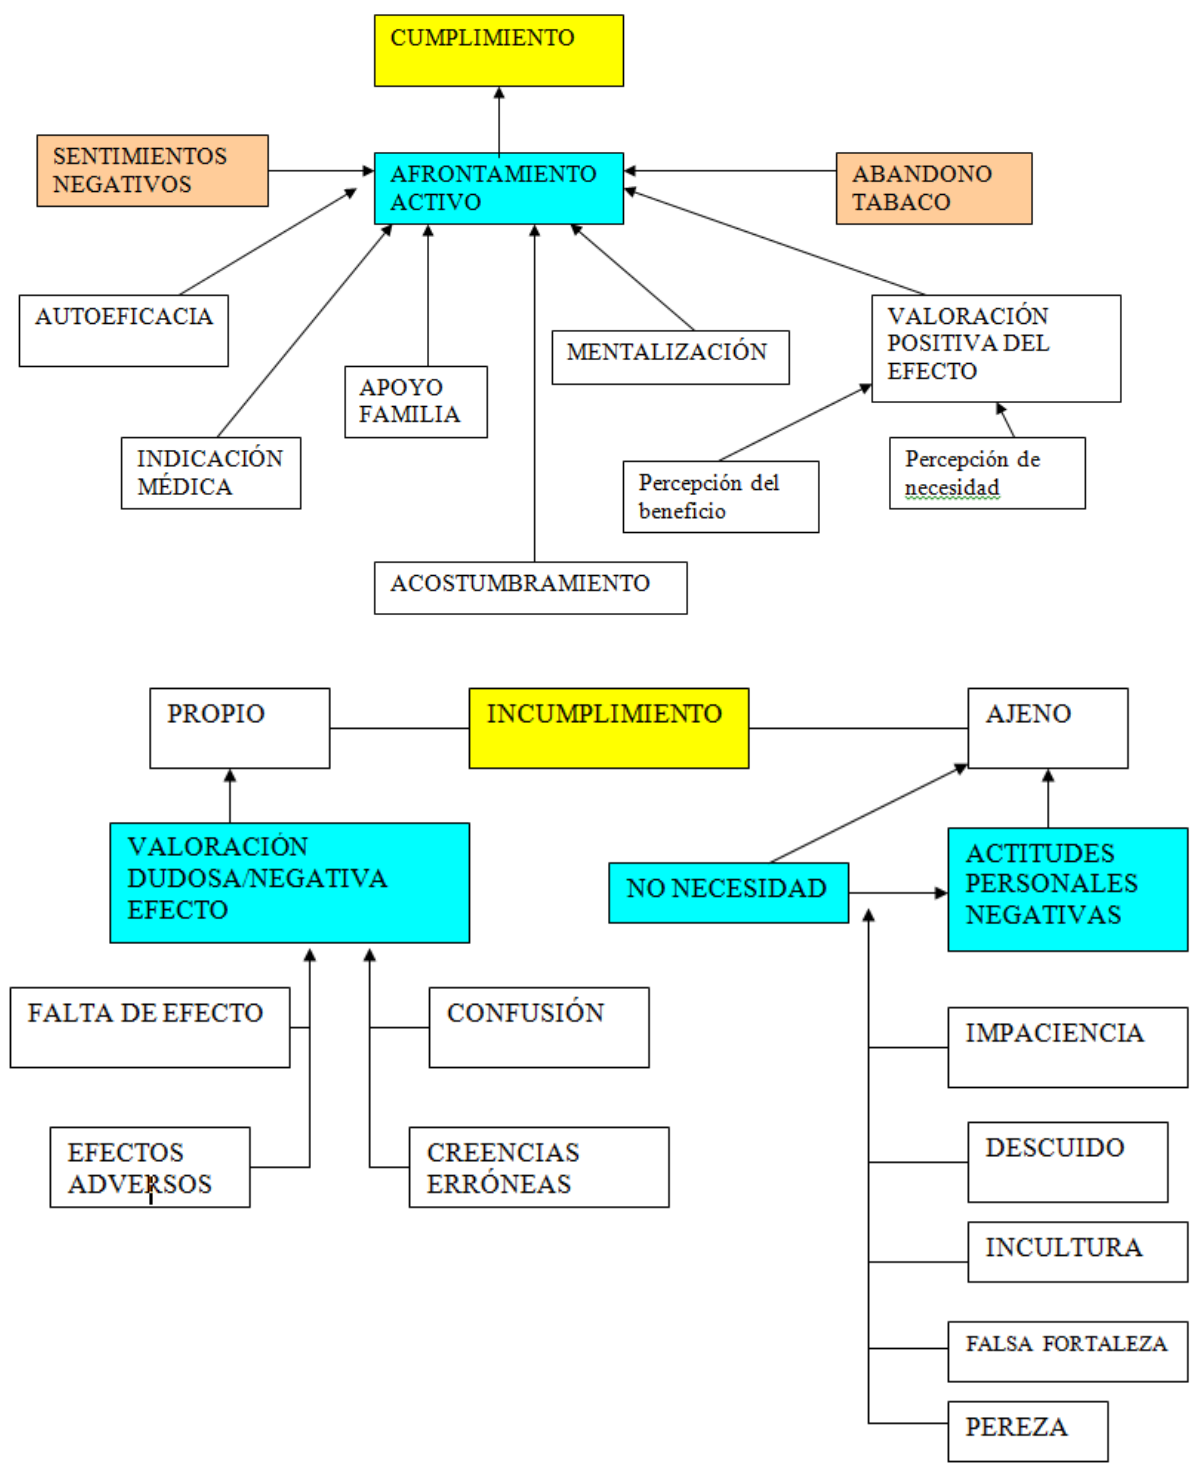 CUMPLIMIENTO
SENTIMIENTOS
NEGATIVOS
AFRONTAMIENTO
ACTIVO
ABANDONO
TABACO
AUTOEFICACIA
MENTALIZACIÓN
VALORACIÓN
POSITIVA DEL
EFECTO
APOYO
FAMILIA
INDICACIÓN
MÉDICA
Percepción del
beneficio
Percepción de
necesidad
ACOSTUMBRAMIENTO
PROPIO
INCUMPLIMIENTO
AJENO
VALORACIÓN
DUDOSA/NEGATIVA
EFECTO
NO NECESIDAD
ACTITUDES
PERSONALES
NEGATIVAS
FALTA DE EFECTO
CONFUSIÓN
IMPACIENCIA
EFECTOS
ADVERSOS
CREENCIAS
ERRÓNEAS
DESCUIDO
INCULTURA
FALSA FORTALEZA
PEREZA